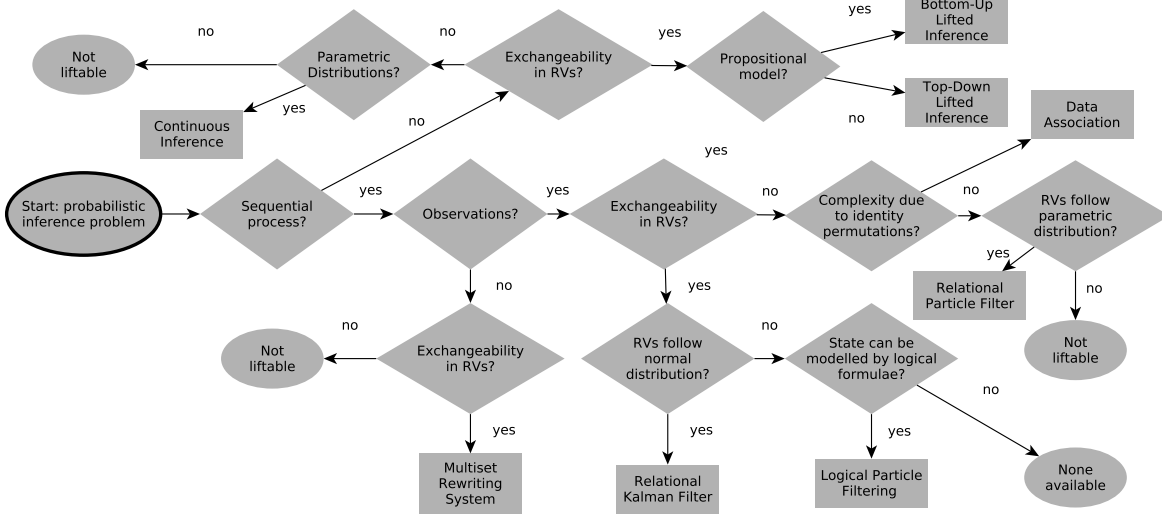 Bottom-Up
Lifted
Inference
yes
no
no
yes
Not
liftable
Parametric
Distributions?
Exchangeability
in RVs?
Propositional
model?
yes
Top-Down
Lifted
Inference
Data
Association
Continuous
Inference
no
no
yes
Start: probabilistic
inference problem
Sequential
process?
yes
Observations?
yes
Exchangeability
in RVs?
no
Complexity due
to identity
permutations?
no
RVs follow
parametric
distribution?
yes
no
yes
Relational
Particle Filter
no
no
no
Not
liftable
Exchangeability
in RVs?
RVs follow
normal
distribution?
State can be
modelled by logical
formulae?
Not
liftable
no
yes
yes
yes
Multiset
Rewriting
System
Relational
Kalman Filter
Logical Particle
Filtering
None
available